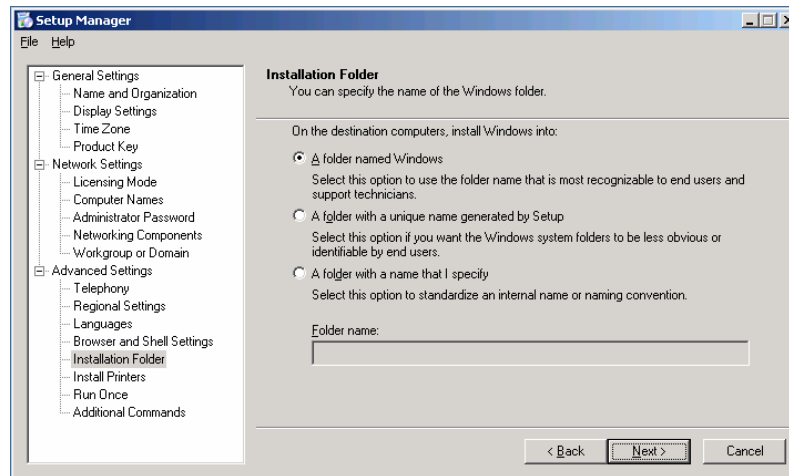 Setup Manager
File Help
General Settings
Name and Organization
Display Settings
Time Zone
Product Key
Network Settings
Licensing Mode
Computer Names
Administrator Password
Networking Components
Workgroup or Domain
Advanced Settings
Telephony
Regional Settings
Languages
Browser and Shell Settings
Installation Folder
Install Printers
Run Once
Additional Commands
Installation Folder
You can specify the name of the Windows folder.
On the destination computers, install Windows into:
A folder named Windows
Select this option to use the folder name that is most recognizable to end users and
support technicians.
A folder with a unique name generated by Setup
Select this option if you want the Windows system folders to be less obvious or
identifiable by end users.
A folder with a name that I specify
Select this option to standardize an internal name or naming convention.
Folder name:
< Back Next > Cancel